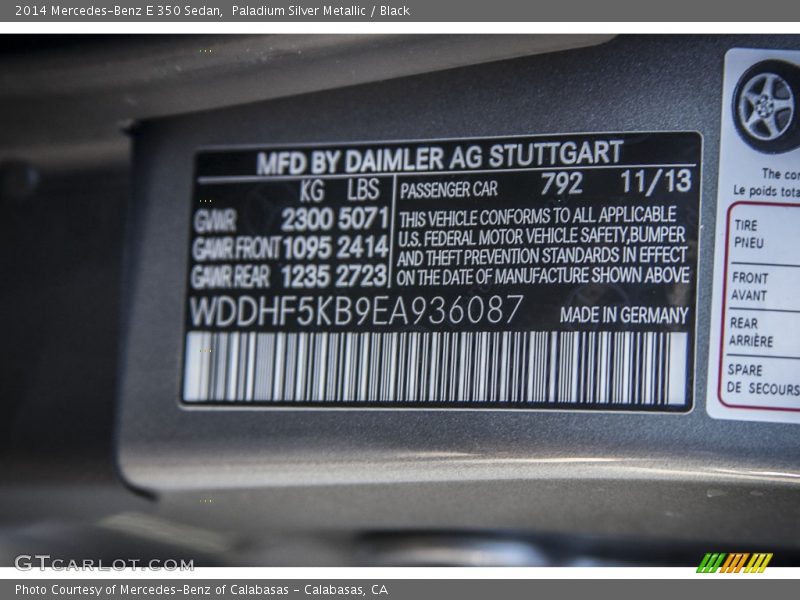 2014 Mercedes-Benz E 350 Sedan,  Paladium Silver Metallic / Black
MFD BY DAIMLER AG STUTTGART
KG LBS
GWR 2300 5071
GAWR FRONT 1095 2414
GAWR REAR 1235 2723
PASSENGER CAR 792 11/13
THIS VEHICLE CONFORMS TO ALL APPLICABLE
U.S. FEDERAL MOTOR VEHICLE SAFETY,BUMPER
AND THEFT PREVENTION STANDARDS IN EFFECT
ON THE DATE OF MANUFACTURE SHOWN ABOVE
WDDHF5KB9EA936087 MADE IN GERMANY
Le poids
TIRE
PNEU
FRONT
AVANT
REAR
ARRIÈRE
SPARE
DE SECOURS
GTCARLOT.COM
Photo Courtesy of Mercedes-Benz of Calabasas - Calabasas, CA